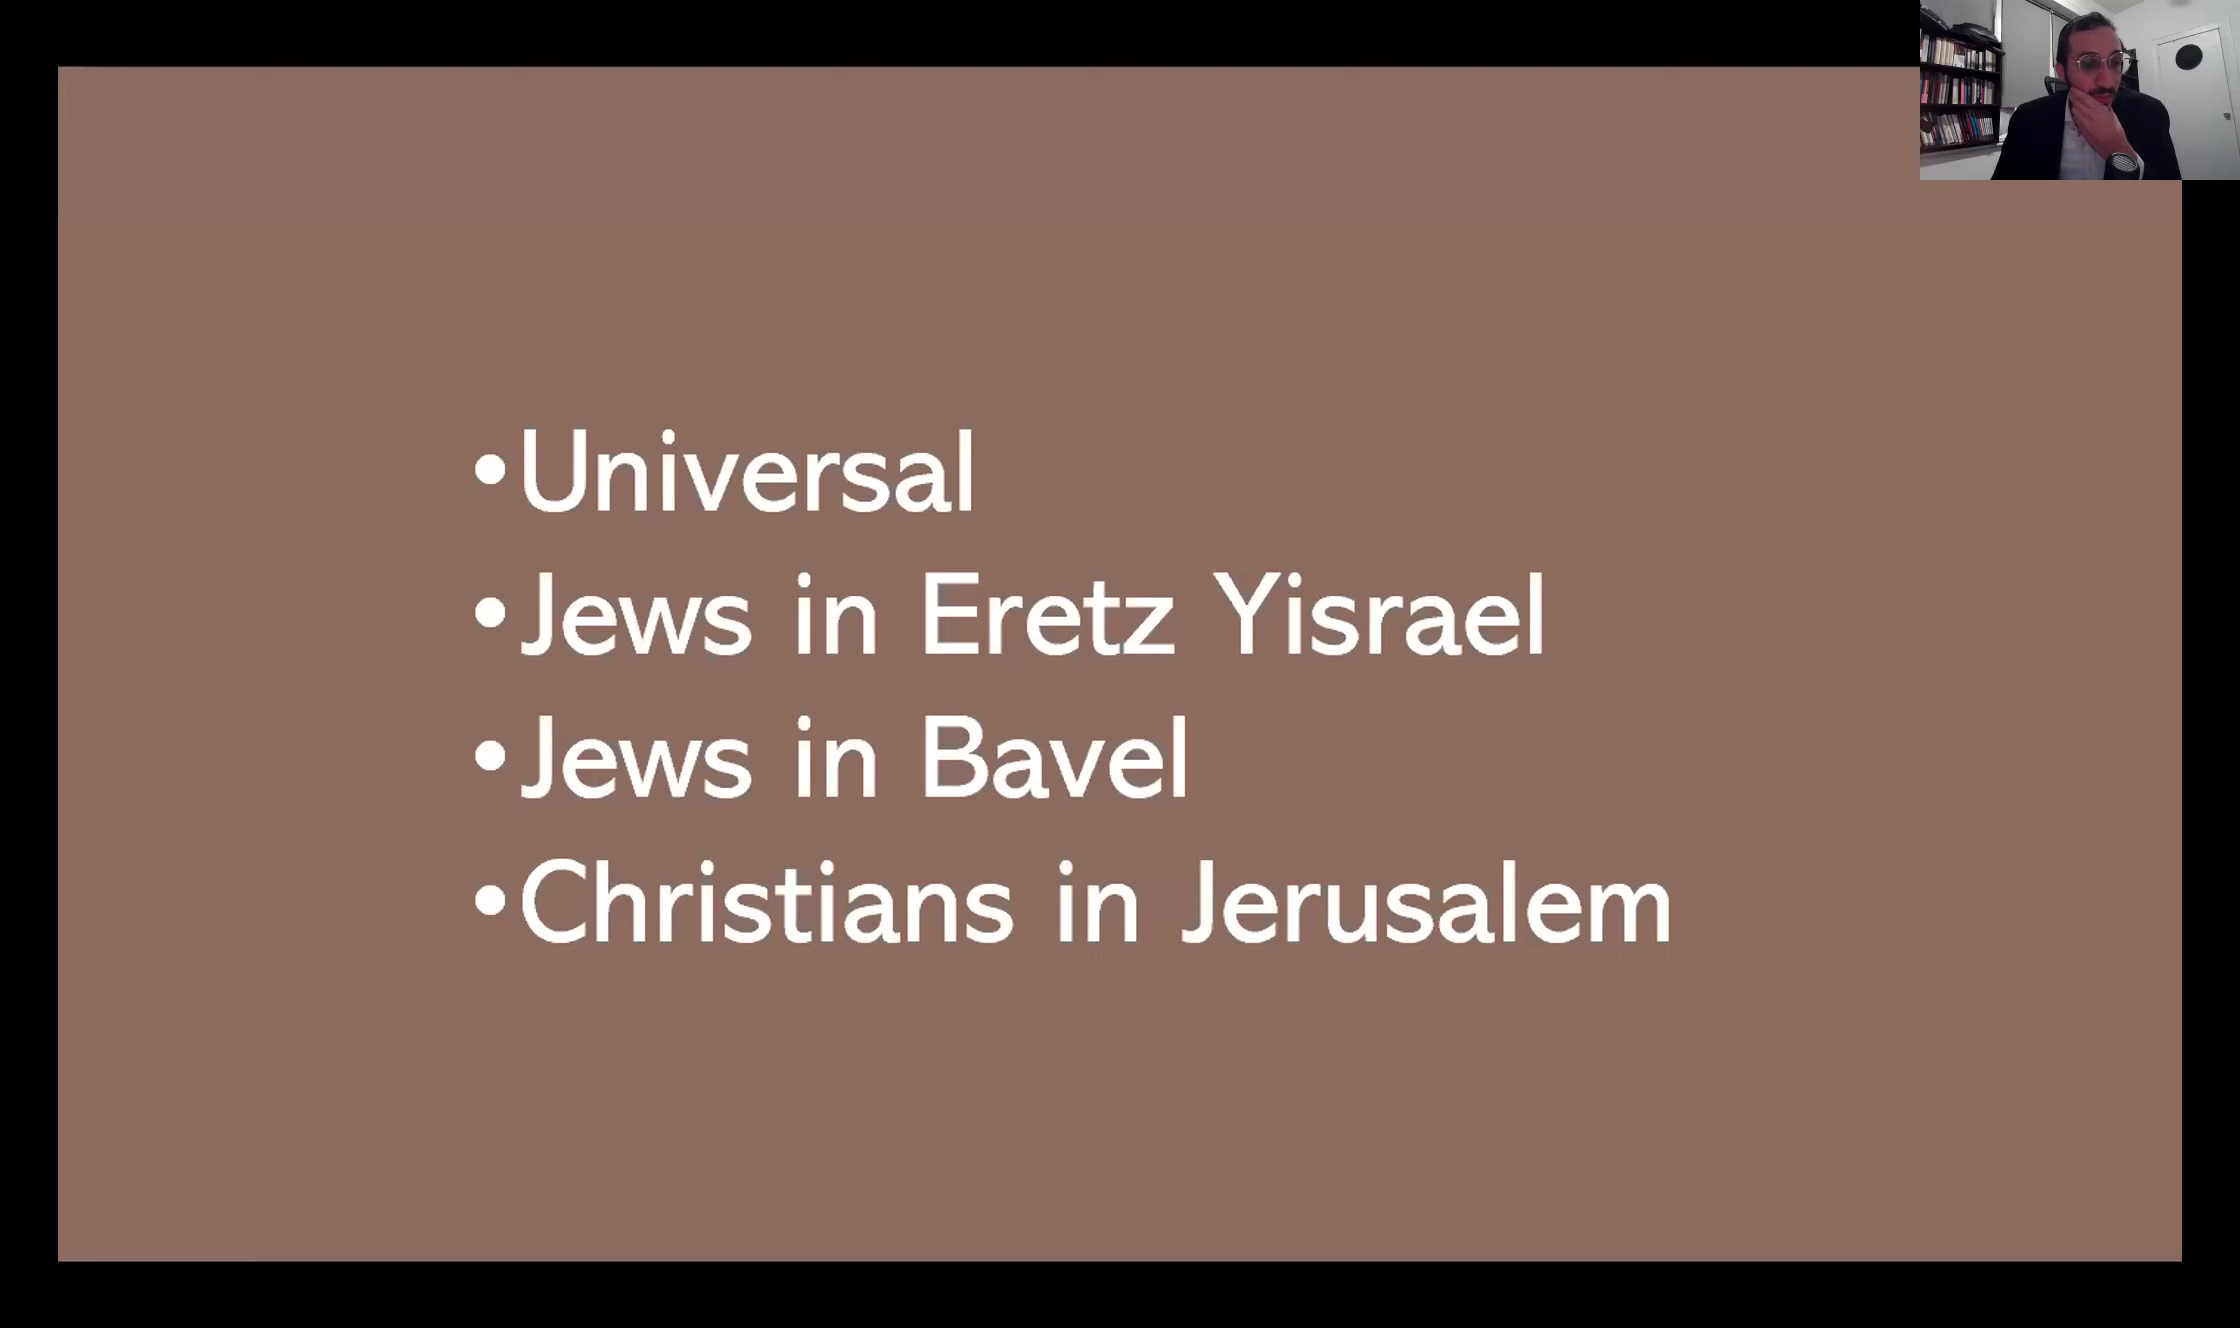 •Universal
•Jews in Eretz Yisrael
•Jews in Bavel
•Christians in Jerusalem